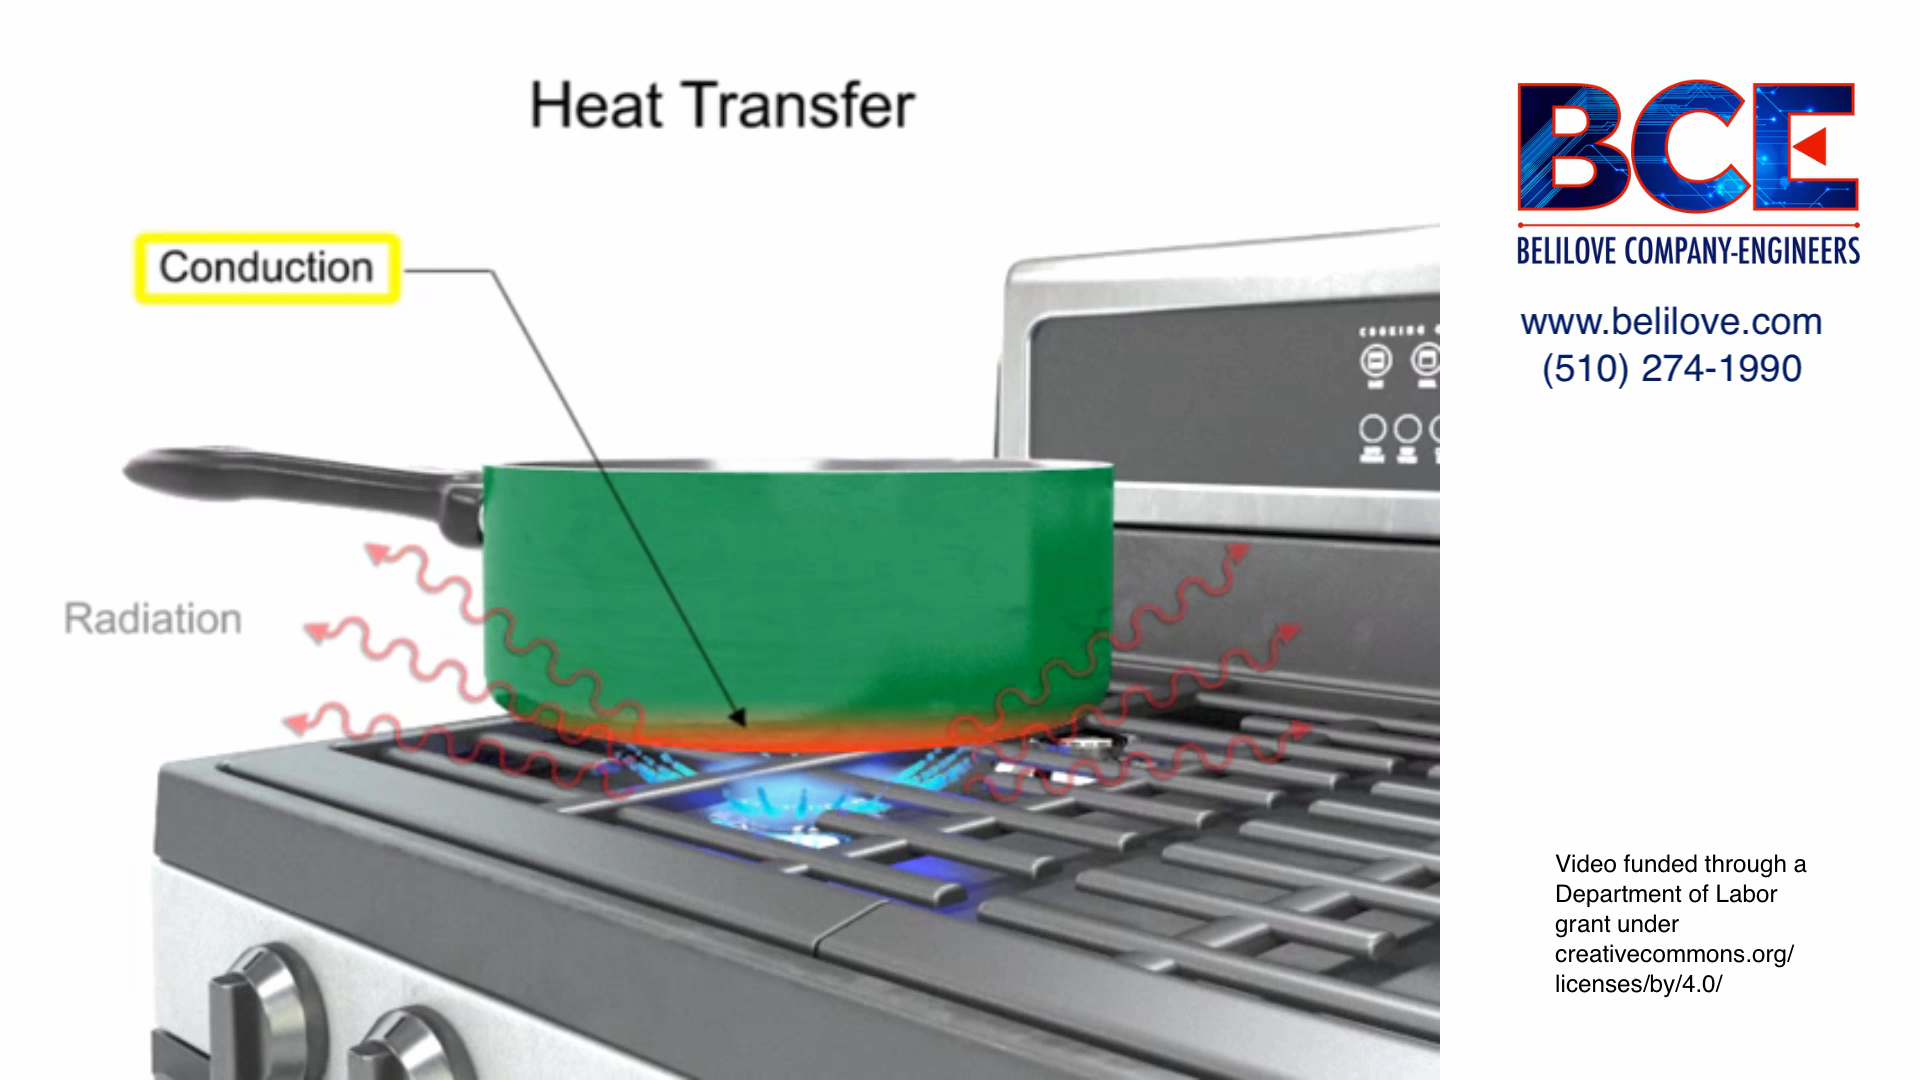 Heat Transfer
Conduction
Radiation
BCE
BELILOVE COMPANY-ENGINEERS
www.belilove.com
(510) 274-1990
Video funded through a
Department of Labor
grant under
creativecommons.org/
licenses/by/4.0/